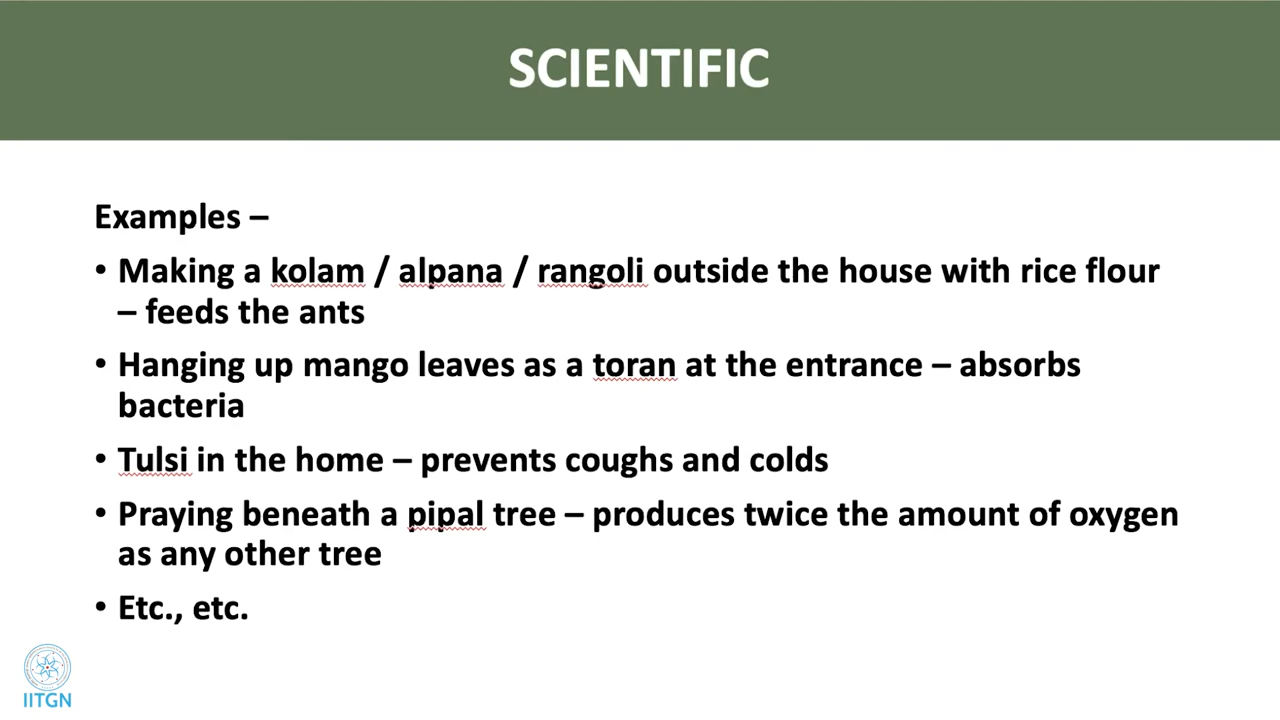 SCIENTIFIC
Examples –
• Making a kolam / alpana / rangoli outside the house with rice flour
– feeds the ants
• Hanging up mango leaves as a toran at the entrance – absorbs
bacteria
• Tulsi in the home – prevents coughs and colds
• Praying beneath a pipal tree – produces twice the amount of oxygen
as any other tree
• Etc., etc.
IITGN